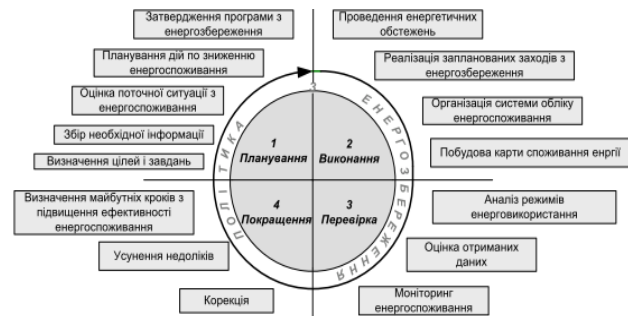 Затвердження програми з
енергозбереження
Планування дій по зниженню
енергоспоживання
Оцінка поточної ситуації з
енергоспоживання
Збір необхідної інформації
Визначення цілей і завдань
Проведення енергетичних
обстежень
Реалізація запланованих заходів з
енергозбереження
Організація системи обліку
енергоспоживання
Побудова карти споживання енргії
ПОЛІТИКА
З
ЕНЕРГОЗБЕРЕЖЕННЯ
1
Планування
2
Виконання
4
Покращення
3
Перевірка
Визначення майбутніх кроків з
підвищення ефективності
енергоспоживання
Усунення недоліків
Корекція
Аналіз режимів
енерговикористання
Оцінка отриманих
даних
Моніторинг
енергоспоживання